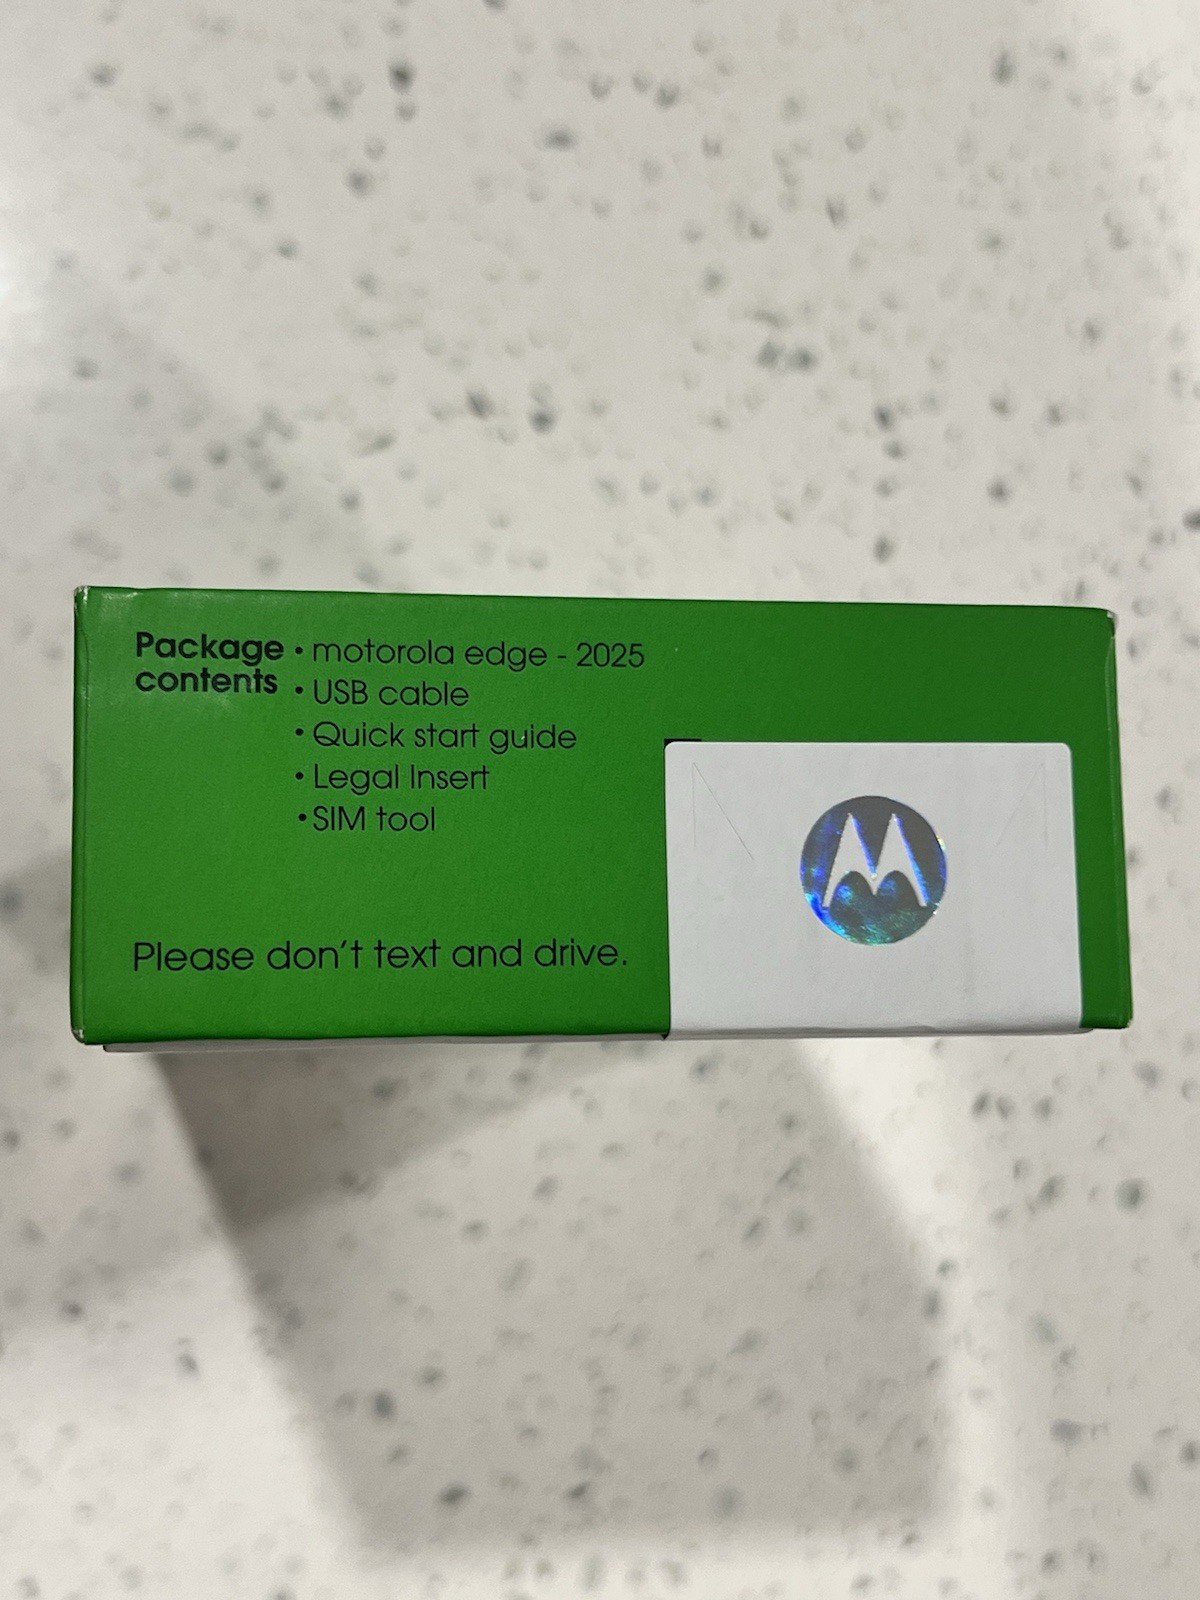 Package contents
• motorola edge - 2025
• USB cable
• Quick start guide
• Legal Insert
• SIM tool
Please don't text and drive.